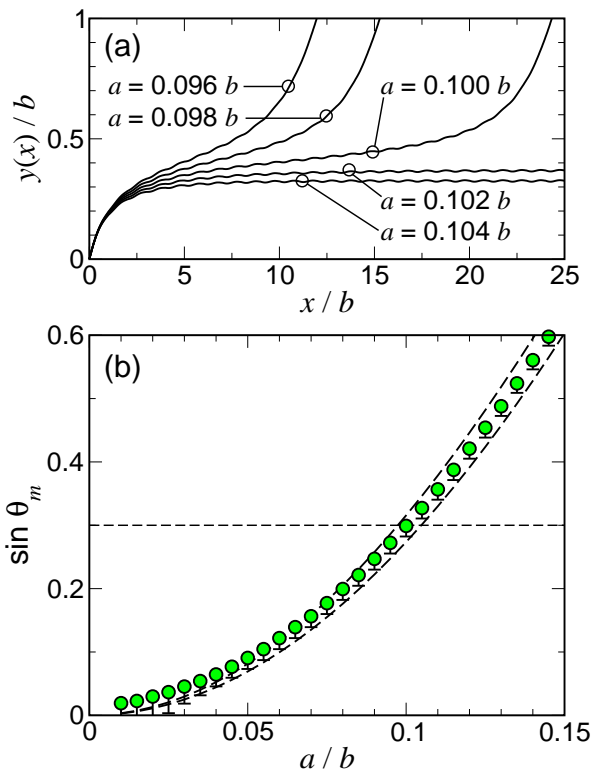 1
(a)
a = 0.096 b
a = 0.100 b
a = 0.098 b
y(x) / b
0.5
a = 0.102 b
a = 0.104 b
0
0 5 10 15 20 25
x / b
0.6
(b)
0.4
sin θm
0.2
0
0 0.05 0.1 0.15
a / b